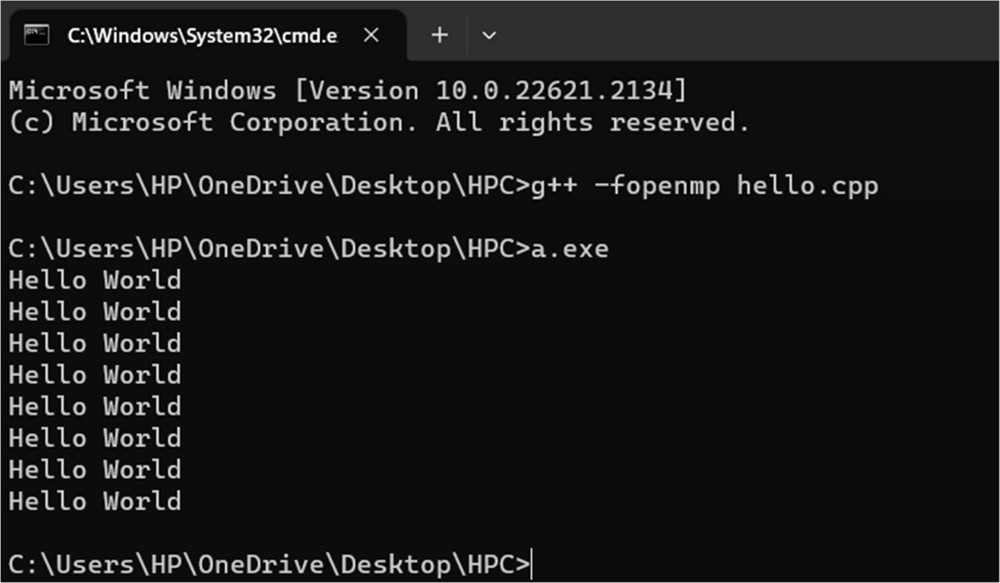 C:\Windows\System32\cmd.e
Microsoft Windows [Version 10.0.22621.2134]
(c) Microsoft Corporation. All rights reserved.
C:\Users\HP\OneDrive\Desktop\HPC>g++ -fopenmp hello.cpp
C:\Users\HP\OneDrive\Desktop\HPC>a.exe
Hello World
Hello World
Hello World
Hello World
Hello World
Hello World
Hello World
Hello World
C:\Users\HP\OneDrive\Desktop\HPC>